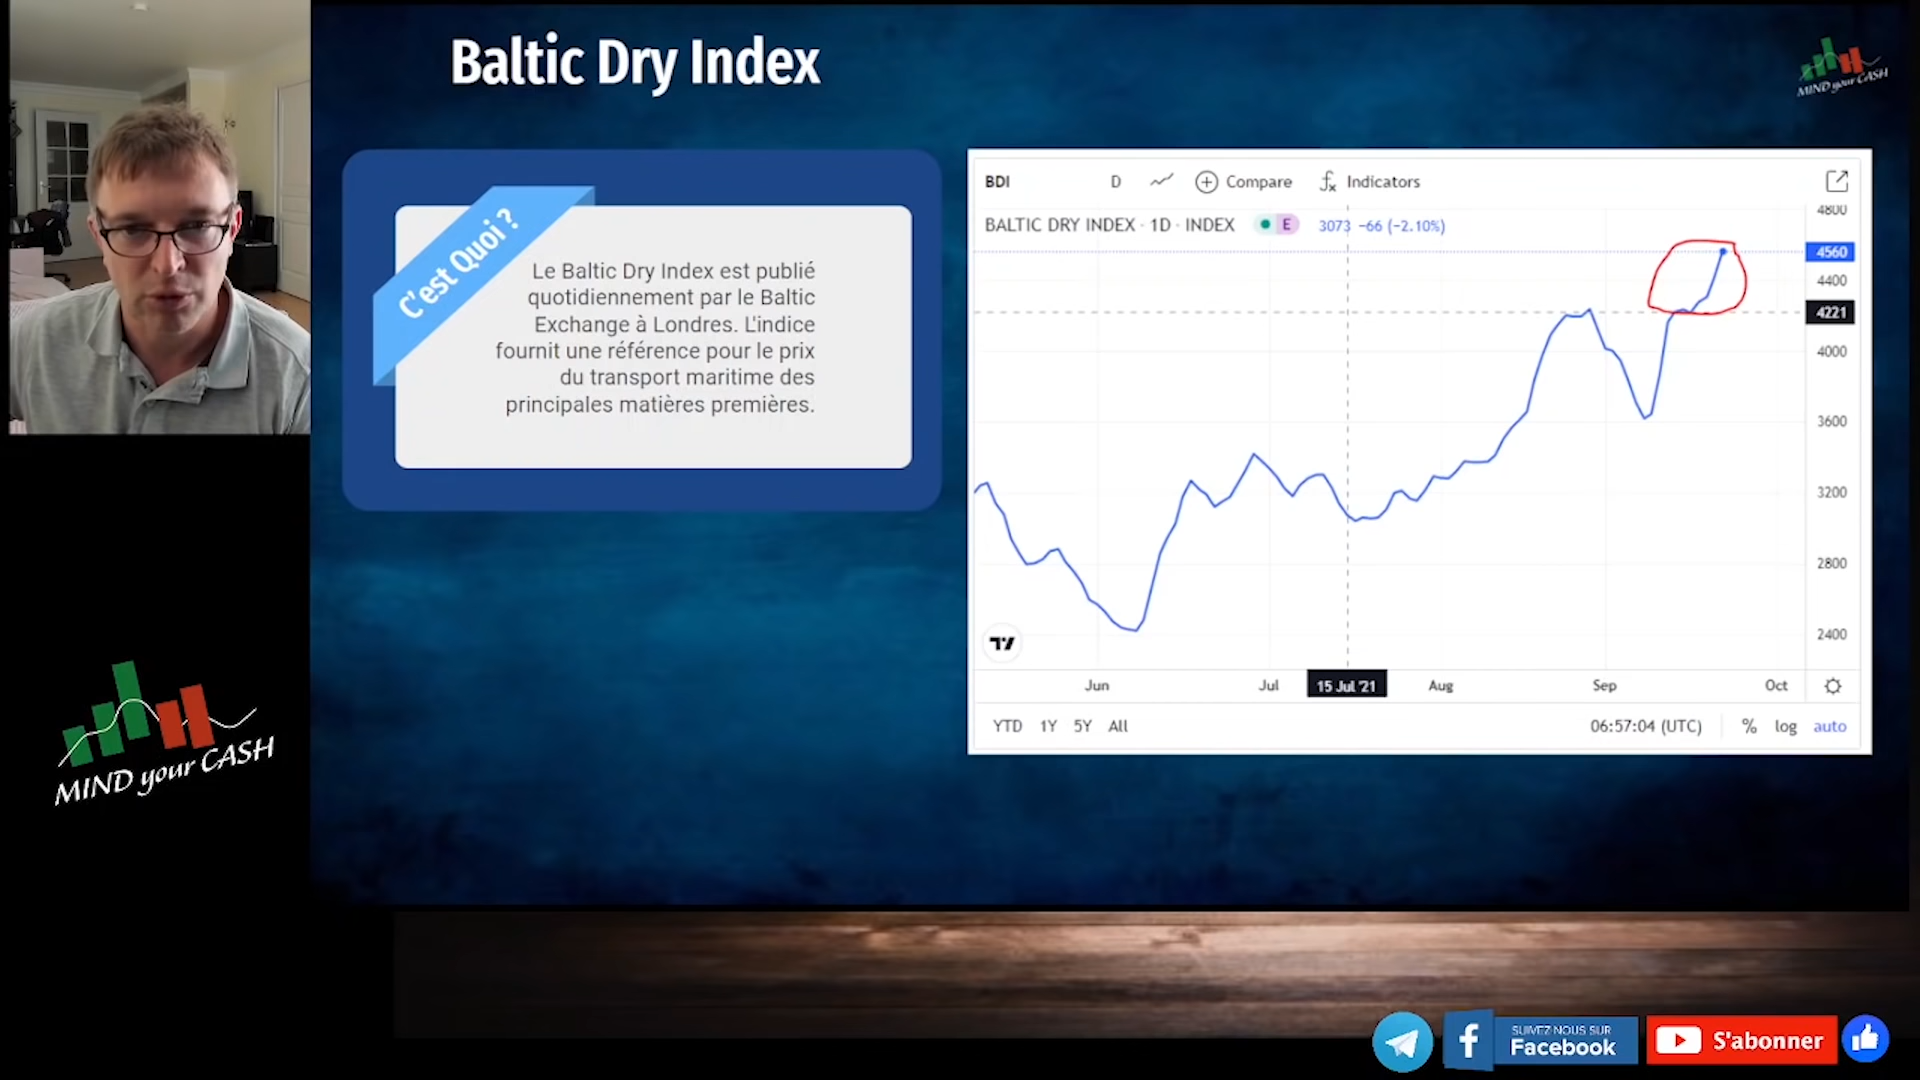 Baltic Dry Index
MIND your CASH
C'est Quoi ?
Le Baltic Dry Index est publié
quotidiennement par le Baltic
Exchange à Londres. L'indice
fournit une référence pour le prix
du transport maritime des
principales matières premières.
BDI D Compare fx Indicators
BALTIC DRY INDEX · 1D · INDEX E 3073 −66 (−2.10%)
4800
4560
4400
4221
4000
3600
3200
2800
2400
Jun Jul 15 Jul '21 Aug Sep Oct
YTD 1Y 5Y All 06:57:04 (UTC) % log auto
MIND your CASH
SUIVEZ-NOUS SUR
Facebook
S'abonner